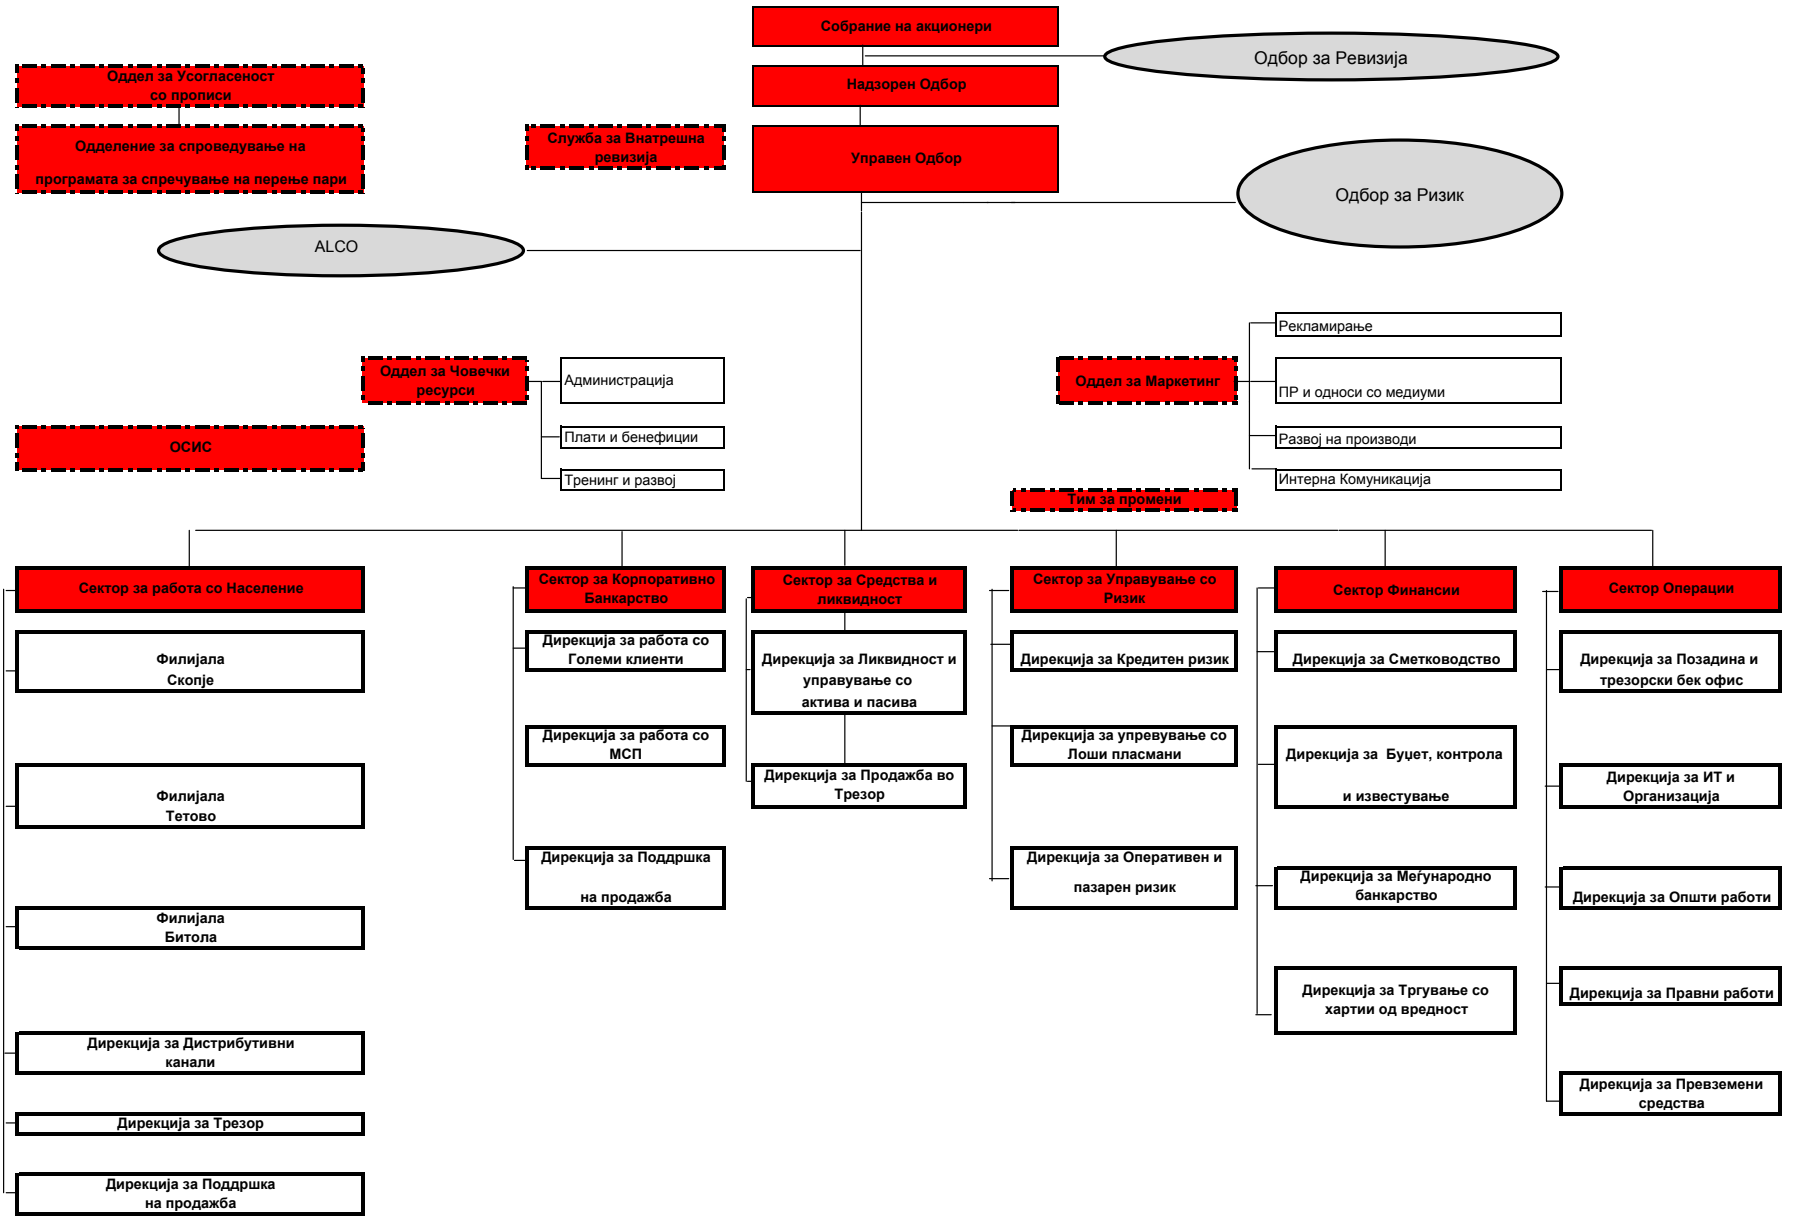 Собрание на акционери
Одбор за Ревизија
Оддел за Усогласеност
со прописи
Надзорен Одбор
Одделение за спроведување на
програмата за спречување на перење пари
Служба за Внатрешна
ревизија
Управен Одбор
Одбор за Ризик
ALCO
Оддел за Човечки
ресурси
Администрација
Плати и бенефиции
Тренинг и развој
Оддел за Маркетинг
Рекламирање
ПР и односи со медиуми
Развој на производи
Интерна Комуникација
ОСИС
Тим за промени
Сектор за работа со Население
Филијала
Скопје
Филијала
Тетово
Филијала
Битола
Дирекција за Дистрибутивни
канали
Дирекција за Трезор
Дирекција за Поддршка
на продажба
Сектор за Корпоративно
Банкарство
Дирекција за работа со
Големи клиенти
Дирекција за работа со
МСП
Дирекција за Поддршка
на продажба
Сектор за Средства и
ликвидност
Дирекција за Ликвидност и
управување со
актива и пасива
Дирекција за Продажба во
Трезор
Сектор за Управување со
Ризик
Дирекција за Кредитен ризик
Дирекција за упревување со
Лоши пласмани
Дирекција за Оперативен и
пазарен ризик
Сектор Финансии
Дирекција за Сметководство
Дирекција за Буџет, контрола
и известување
Дирекција за Меѓународно
банкарство
Дирекција за Тргување со
хартии од вредност
Сектор Операции
Дирекција за Позадина и
трезорски бек офис
Дирекција за ИТ и
Организација
Дирекција за Општи работи
Дирекција за Правни работи
Дирекција за Превземени
средства